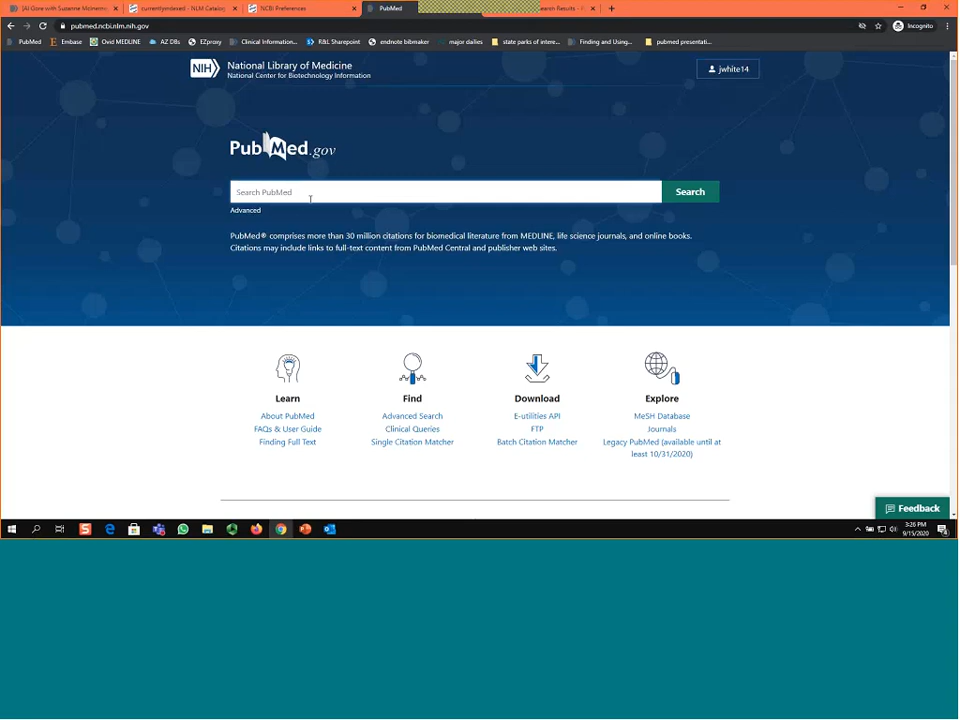 [AI Gore with Suzanne McInerne
currentlyindexed - NLM Catalog
NCBI Preferences
PubMed
earch Results - P
pubmed.ncbi.nlm.nih.gov
Incognito
PubMed
Embase
Ovid MEDLINE
AZ DBs
EZproxy
Clinical Information...
RBL Sharepoint
endnote bibmaker
major dailies
state parks of intere...
Finding and Using...
pubmed presentati...
NIH
National Library of Medicine
National Center for Biotechnology Information
jwhite14
PubMed.gov
Search PubMed
Search
Advanced
PubMed® comprises more than 30 million citations for biomedical literature from MEDLINE, life science journals, and online books.
Citations may include links to full-text content from PubMed Central and publisher web sites.
Learn
About PubMed
FAQs & User Guide
Finding Full Text
Find
Advanced Search
Clinical Queries
Single Citation Matcher
Download
E-utilities API
FTP
Batch Citation Matcher
Explore
MeSH Database
Journals
Legacy PubMed (available until
at least 10/31/2020)
Feedback
3:26 PM
9/15/2020